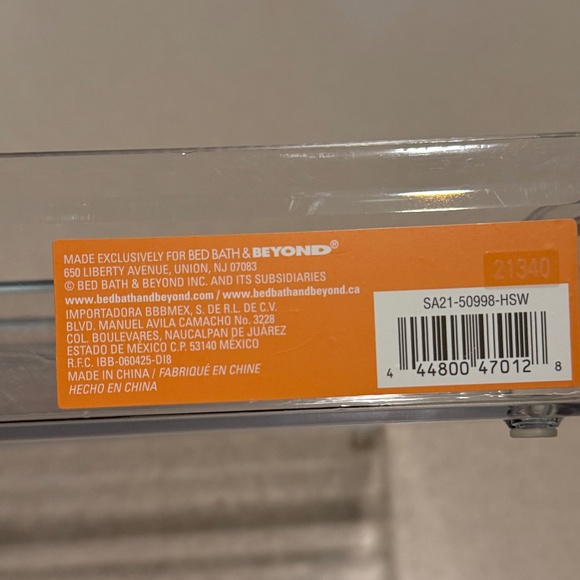 MADE EXCLUSIVELY FOR BED BATH & BEYOND®
650 LIBERTY AVENUE, UNION, NJ 07083
© BED BATH & BEYOND INC. AND ITS SUBSIDIARIES
www.bedbathandbeyond.com / www.bedbathandbeyond.ca
IMPORTADORA BBBMEX, S. DE R.L. DE C.V.
BLVD. MANUEL AVILA CAMACHO No. 3228
COL. BOULEVARES, NAUCALPAN DE JUÁREZ
ESTADO DE MÉXICO C.P. 53140 MÉXICO
R.F.C. IBB-060425-DI8
MADE IN CHINA / FABRIQUÉ EN CHINE
HECHO EN CHINA
21340
SA21-50998-HSW
4 44800 47012 8